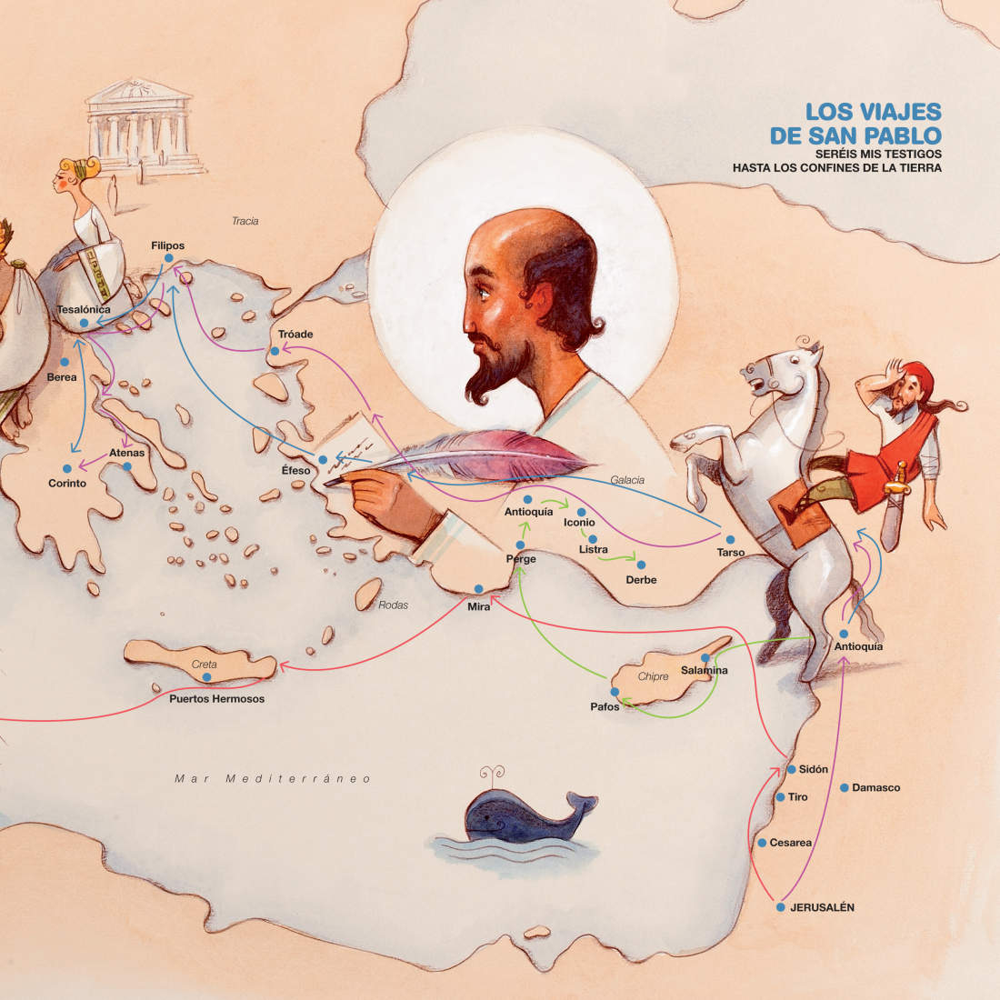 LOS VIAJES
DE SAN PABLO
SERÉIS MIS TESTIGOS
HASTA LOS CONFINES DE LA TIERRA
Tracia
Filipos
Tesalónica
Tróade
Berea
Atenas
Éfeso
Corinto
Galacia
Antioquía
Iconio
Listra
Tarso
Perge
Derbe
Rodas
Mira
Antioquía
Creta
Salamina
Chipre
Puertos Hermosos
Pafos
Mar Mediterráneo
Sidón
Damasco
Tiro
Cesarea
JERUSALÉN